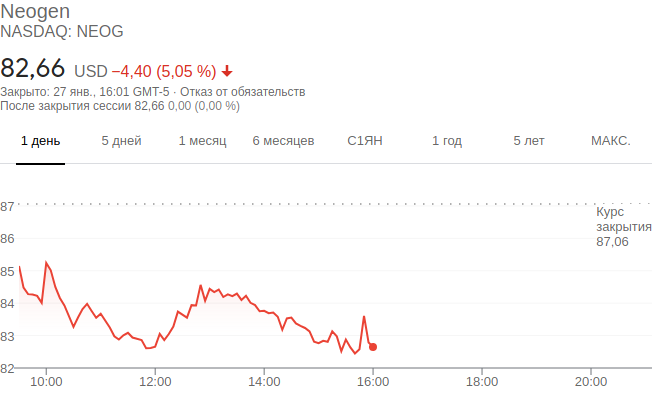 Neogen
NASDAQ: NEOG
82,66 USD −4,40 (5,05 %)
Закрыто: 27 янв., 16:01 GMT-5 · Отказ от обязательств
После закрытия сессии 82,66 0,00 (0,00 %)
1 день 5 дней 1 месяц 6 месяцев С1ЯН 1 год 5 лет МАКС.
87
Курс
закрытия
87,06
86
85
84
83
82
10:00 12:00 14:00 16:00 18:00 20:00